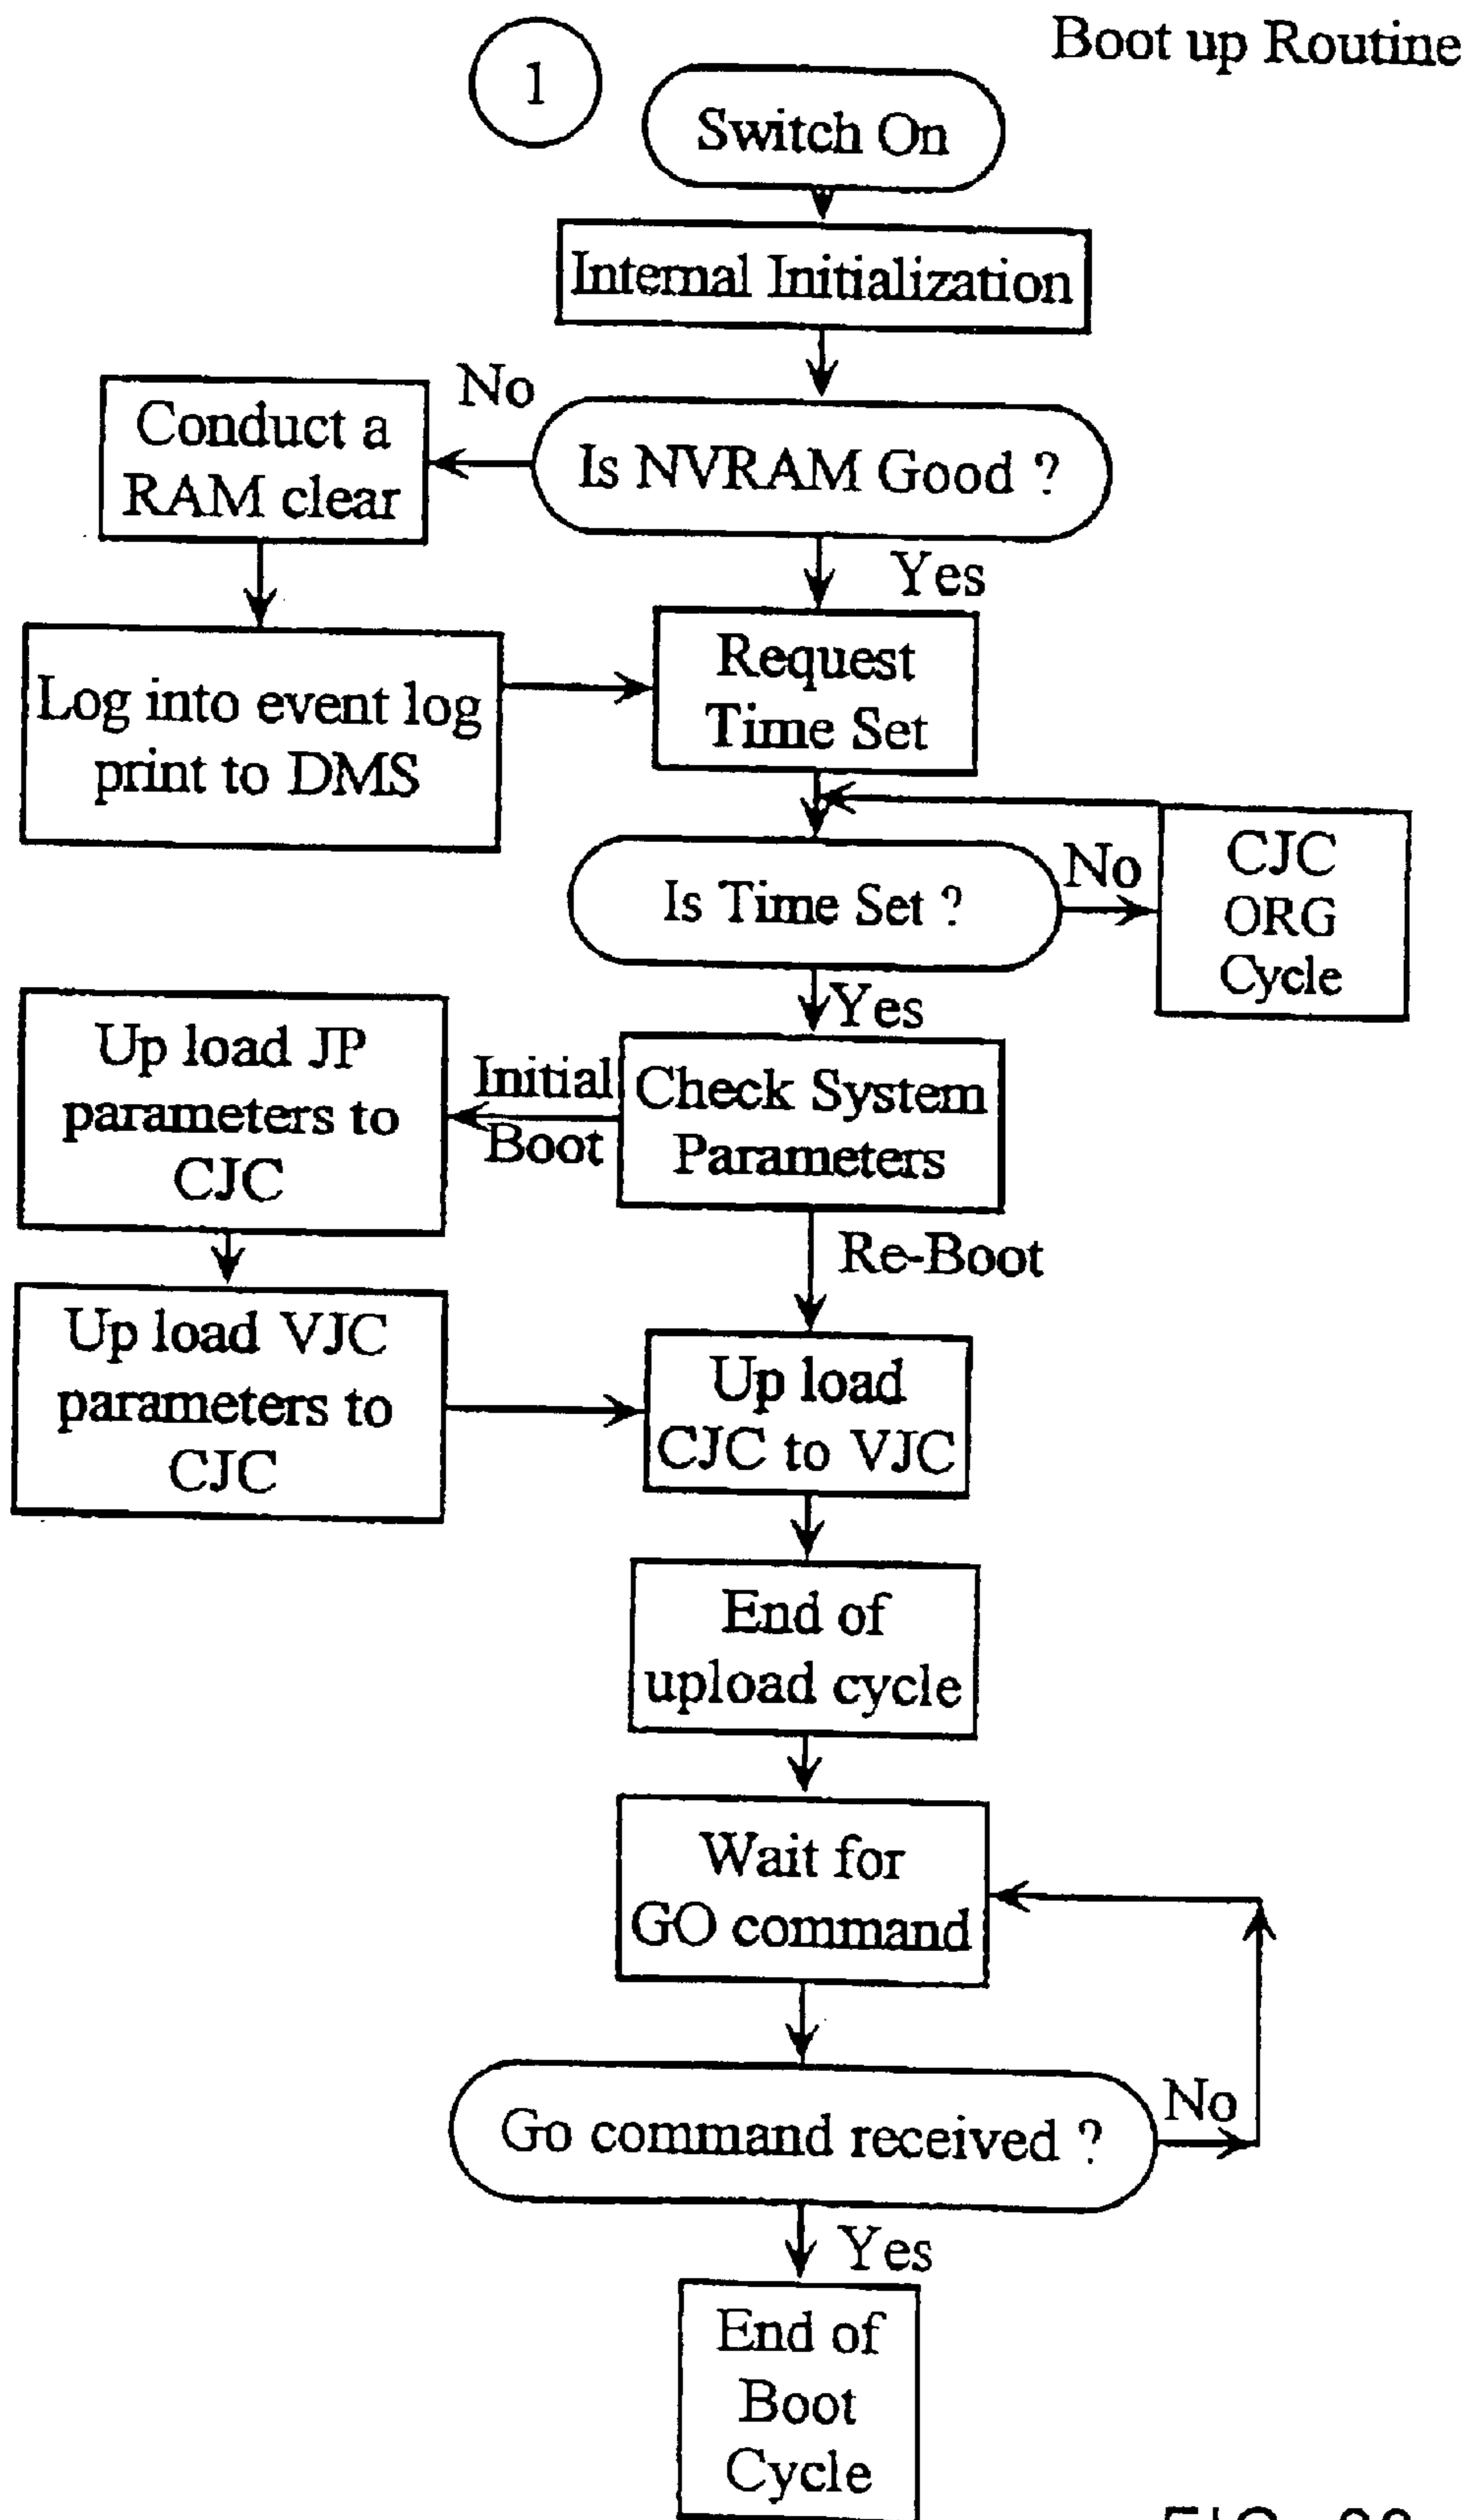 Boot up Routine
1
Switch On
Internal Initialization
No
Conduct a
RAM clear
Is NVRAM Good ?
Yes
Log into event log
print to DMS
Request
Time Set
Is Time Set ?
No
CJC
ORG
Cycle
Yes
Up load JP
parameters to
CJC
Initial
Boot
Check System
Parameters
Re-Boot
Up load VJC
parameters to
CJC
Up load
CJC to VJC
End of
upload cycle
Wait for
GO command
Go command received ?
No
Yes
End of
Boot
Cycle